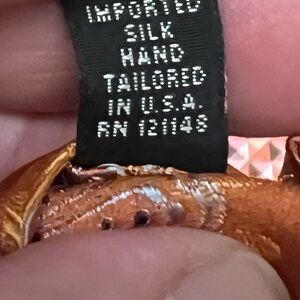 IMPORTED
SILK
HAND
TAILORED
IN U.S.A.
RN 121148